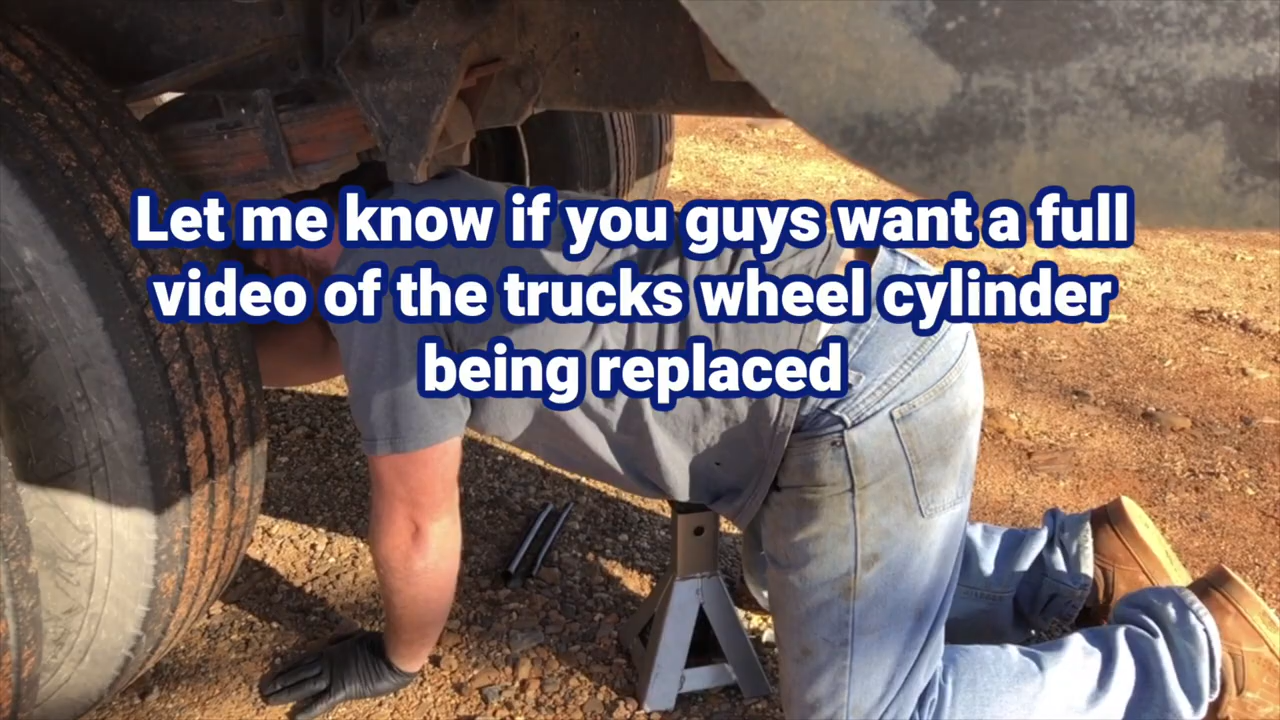 Let me know if you guys want a full
video of the trucks wheel cylinder
being replaced